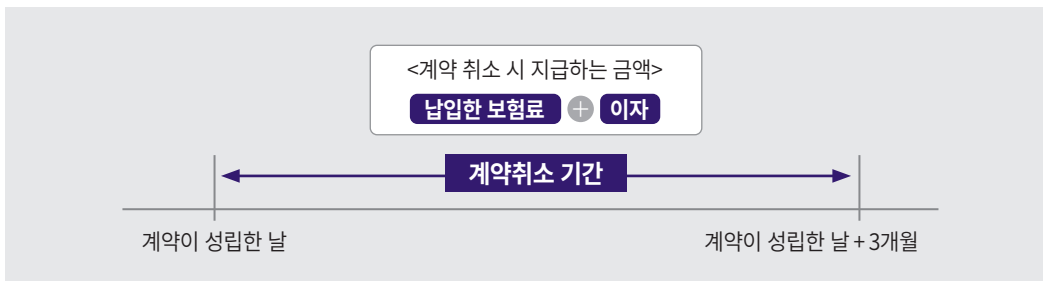 <계약 취소 시 지급하는 금액>
납입한 보험료 + 이자
계약취소 기간
계약이 성립한 날 계약이 성립한 날 + 3개월